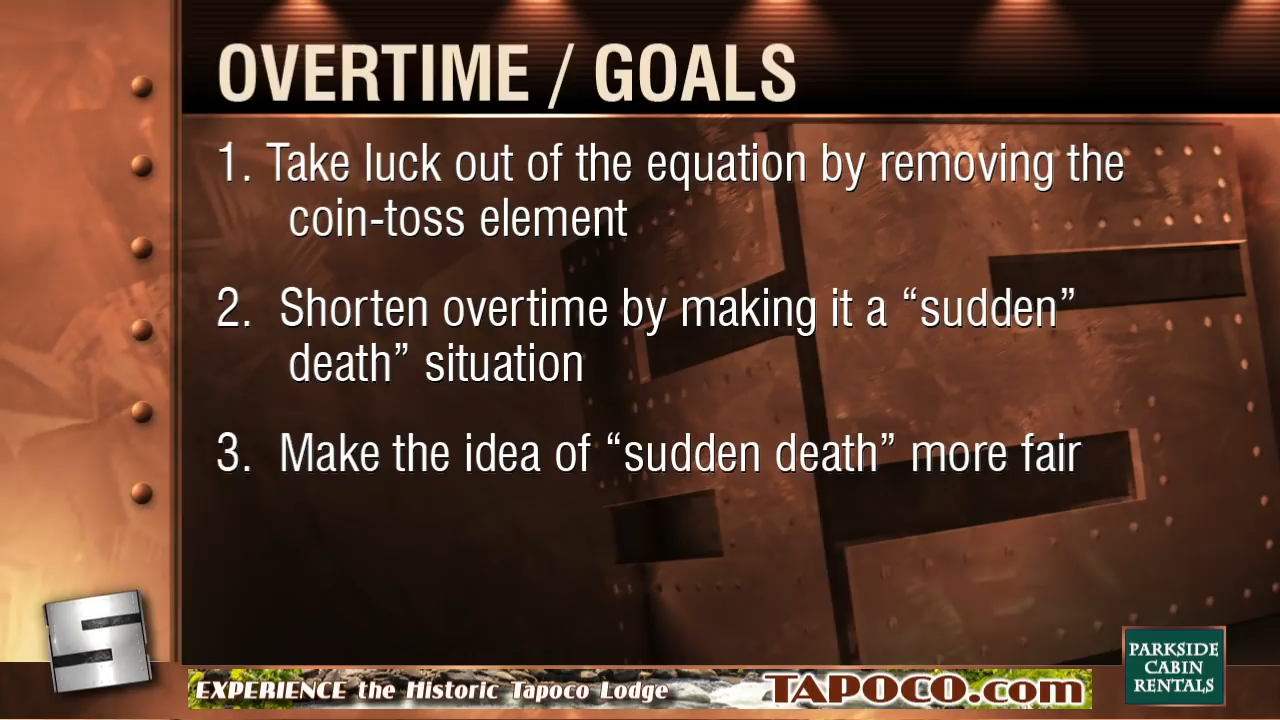 OVERTIME / GOALS
1. Take luck out of the equation by removing the
coin-toss element
2. Shorten overtime by making it a “sudden”
death” situation
3. Make the idea of “sudden death” more fair
EXPERIENCE the Historic Tapoco Lodge TAPOCO.com
PARKSIDE
CABIN
RENTALS